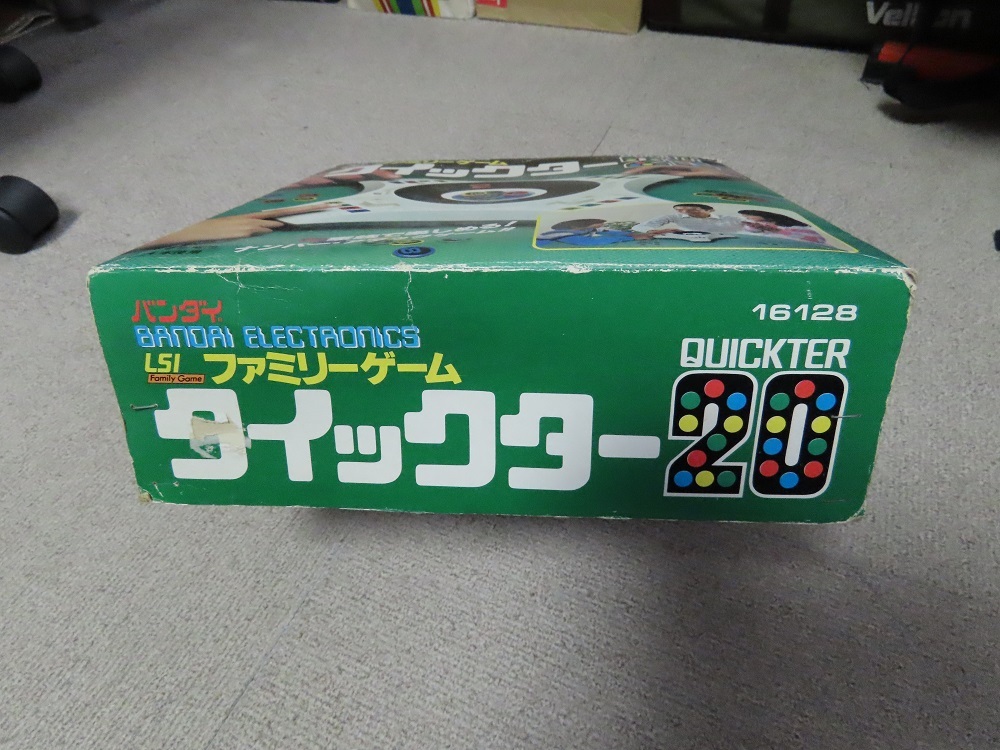 バンダイ
BANDAI ELECTRONICS
LSI ファミリーゲーム
Family Game
クイックター20
16128
QUICKTER